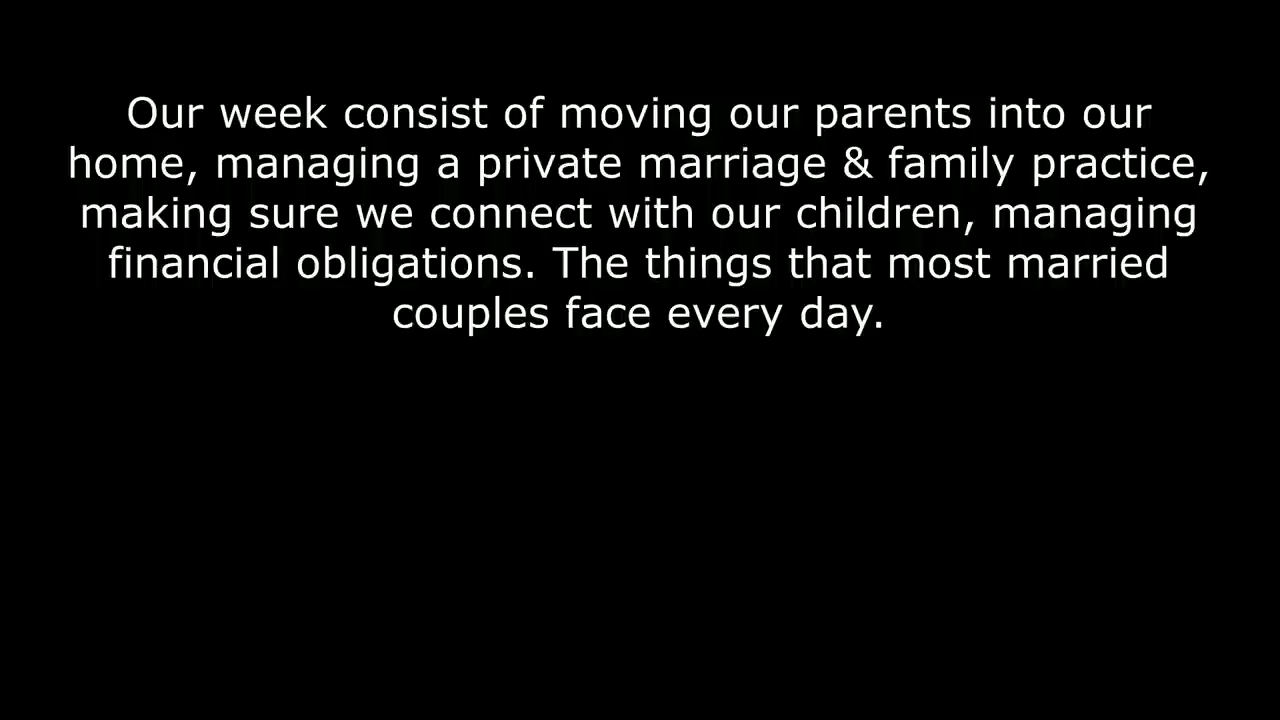 Our week consist of moving our parents into our
home, managing a private marriage & family practice,
making sure we connect with our children, managing
financial obligations. The things that most married
couples face every day.